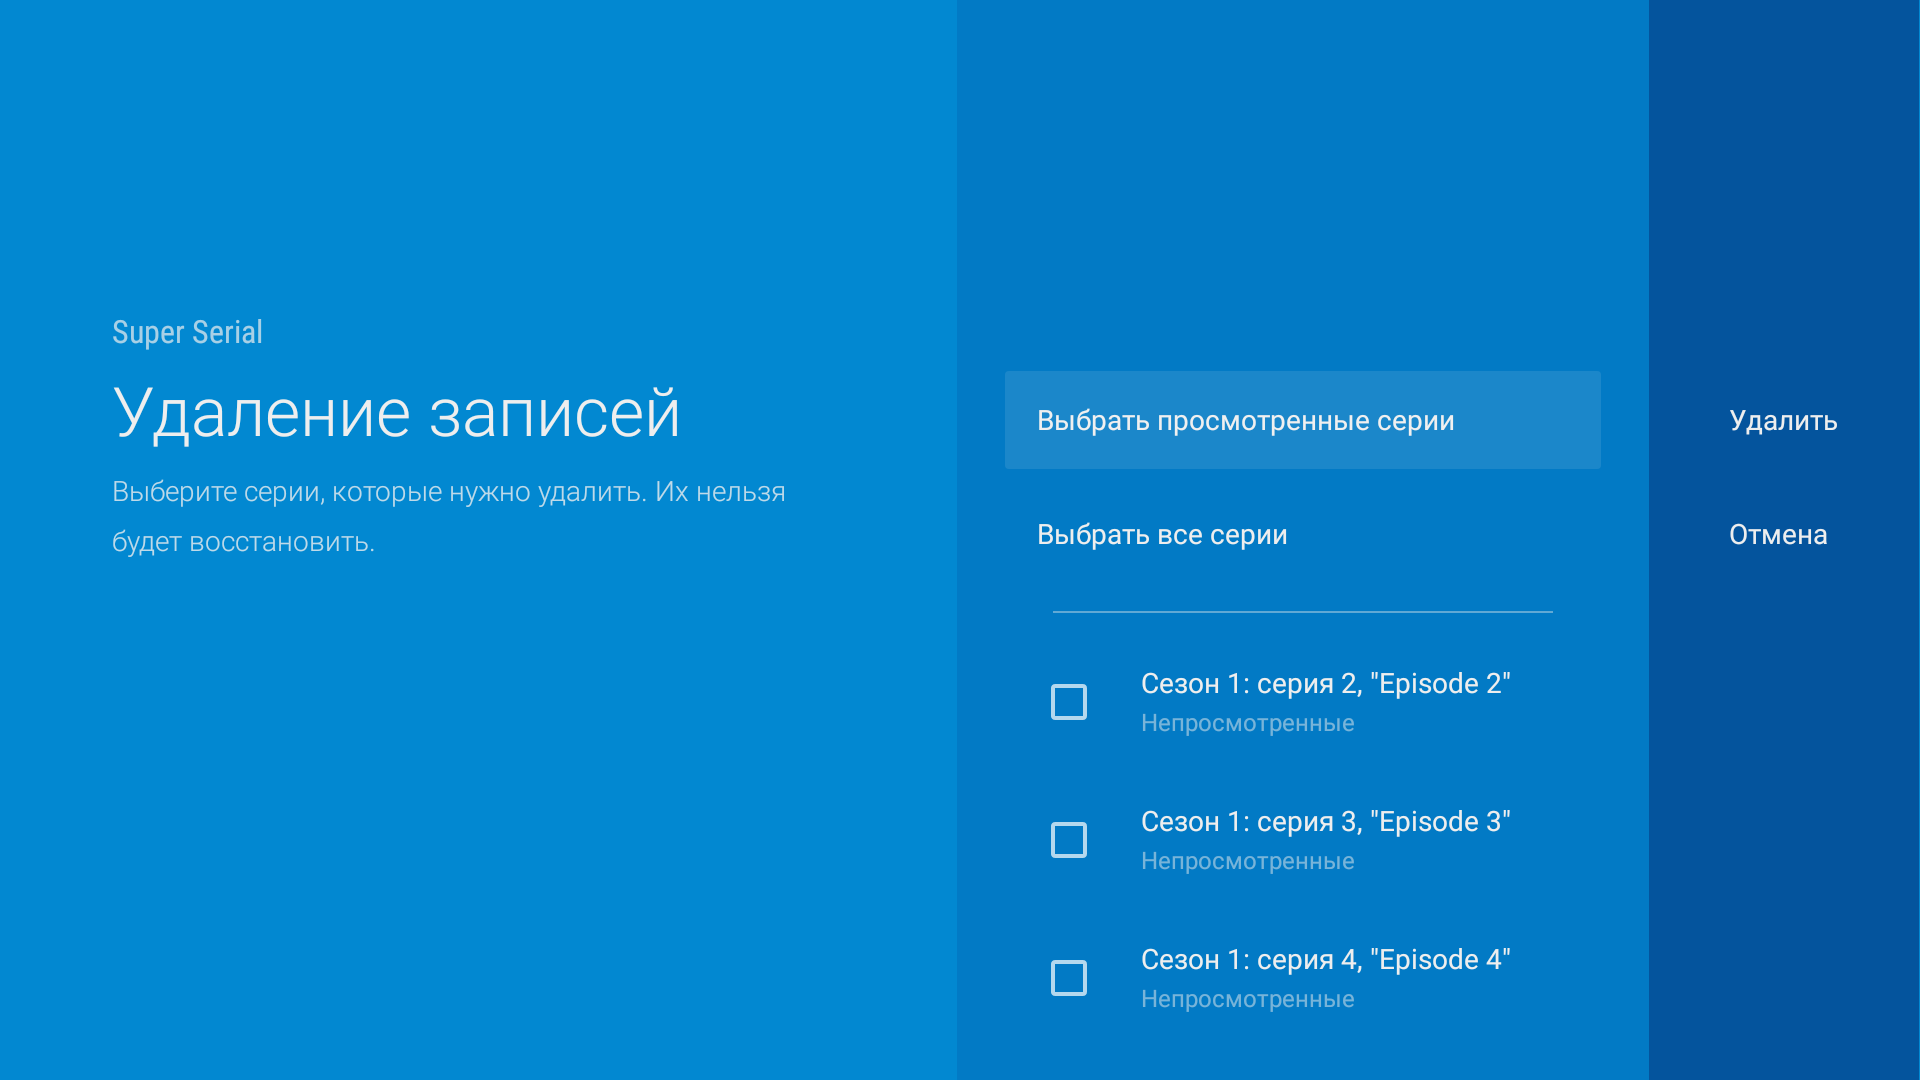 Super Serial
Удаление записей
Выберите серии, которые нужно удалить. Их нельзя
будет восстановить.
Выбрать просмотренные серии
Выбрать все серии
Сезон 1: серия 2, "Episode 2"
Непросмотренные
Сезон 1: серия 3, "Episode 3"
Непросмотренные
Сезон 1: серия 4, "Episode 4"
Непросмотренные
Удалить
Отмена